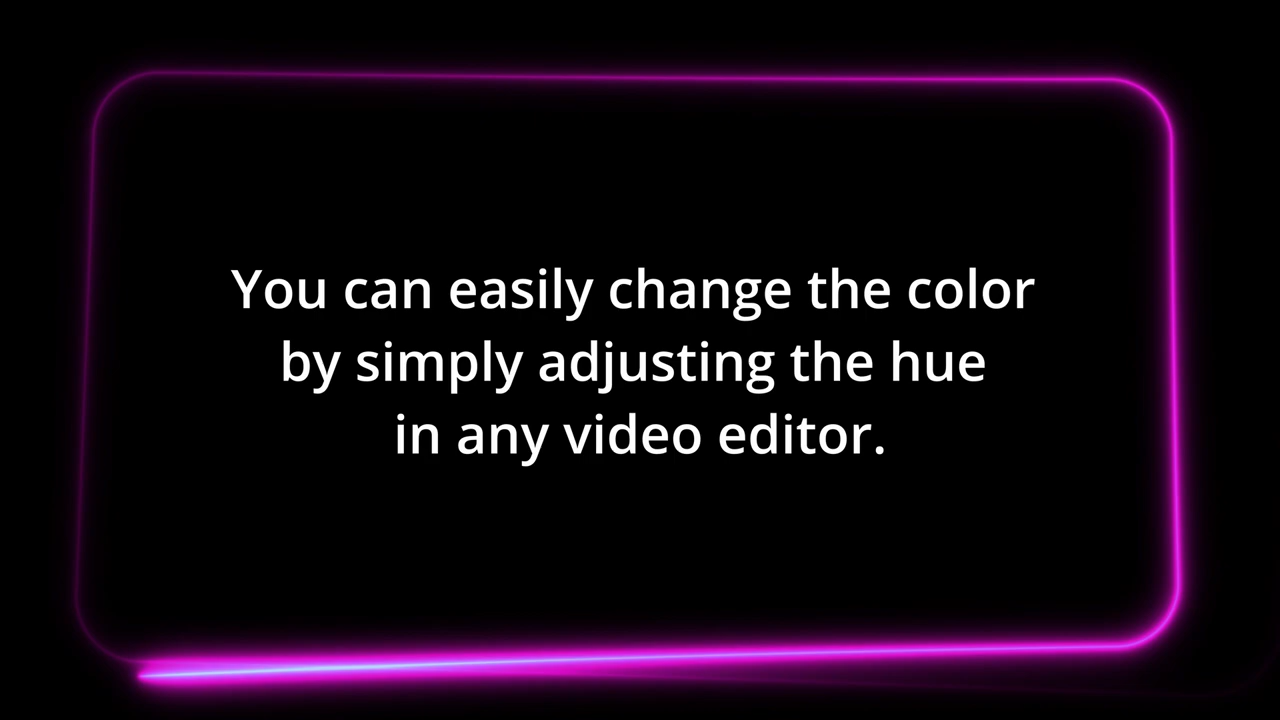 You can easily change the color
by simply adjusting the hue
in any video editor.